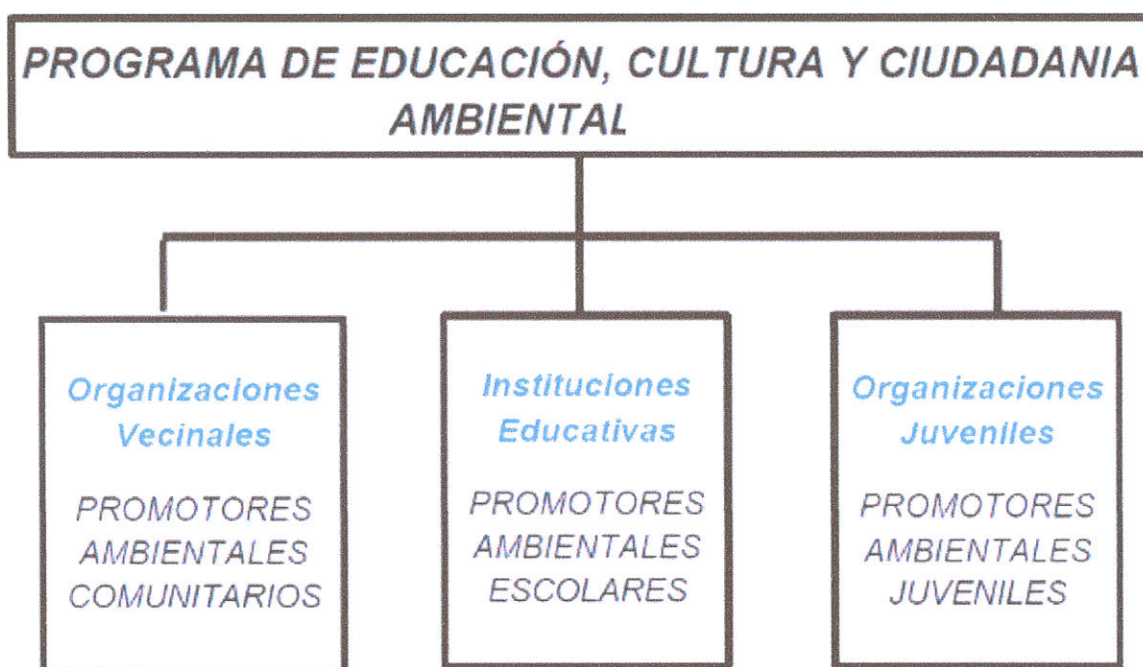 PROGRAMA DE EDUCACIÓN, CULTURA Y CIUDADANIA
AMBIENTAL
Organizaciones
Vecinales
PROMOTORES
AMBIENTALES
COMUNITARIOS
Instituciones
Educativas
PROMOTORES
AMBIENTALES
ESCOLARES
Organizaciones
Juveniles
PROMOTORES
AMBIENTALES
JUVENILES